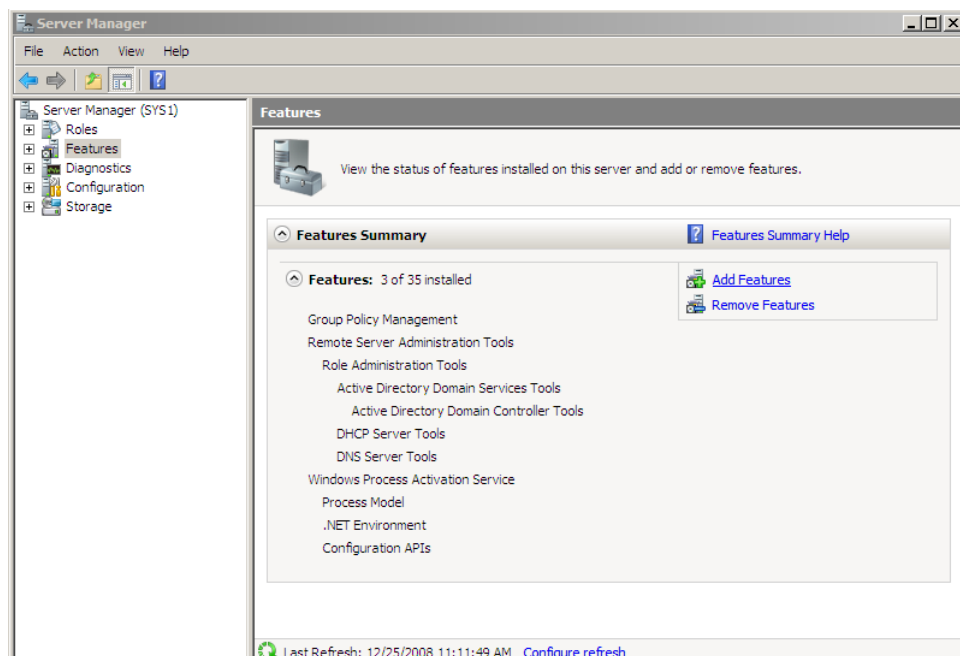 Server Manager
File Action View Help
Server Manager (SYS1)
Roles
Features
Diagnostics
Configuration
Storage
Features
View the status of features installed on this server and add or remove features.
Features Summary
Features Summary Help
Features: 3 of 35 installed
Add Features
Remove Features
Group Policy Management
Remote Server Administration Tools
Role Administration Tools
Active Directory Domain Services Tools
Active Directory Domain Controller Tools
DHCP Server Tools
DNS Server Tools
Windows Process Activation Service
Process Model
.NET Environment
Configuration APIs
Last Refresh: 12/25/2008 11:11:49 AM Configure refresh